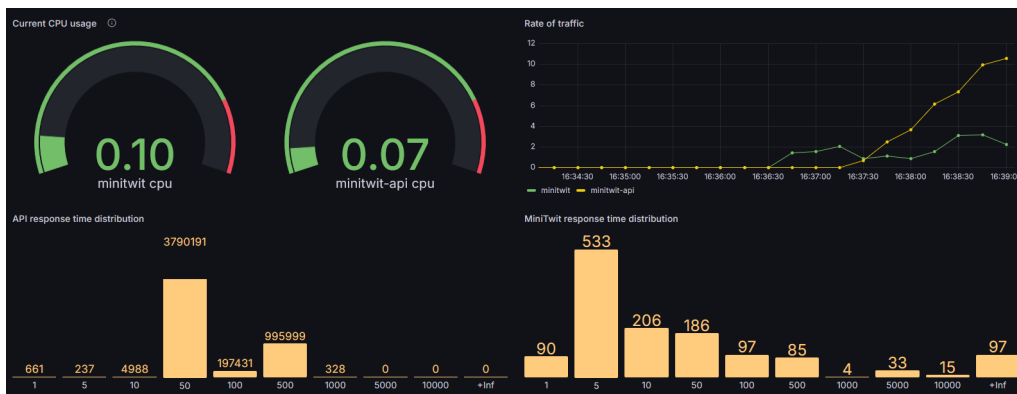 Current CPU usage
0.10
minitwit cpu
0.07
minitwit-api cpu
Rate of traffic
12
10
8
6
4
2
0
16:34:30 16:35:00 16:35:30 16:36:00 16:36:30 16:37:00 16:37:30 16:38:00 16:38:30 16:39:0
minitwit minitwit-api
API response time distribution
3790191
995999
197431
661 237 4988 328 0 0 0
1 5 10 50 100 500 1000 5000 10000 +Inf
MiniTwit response time distribution
533
206 186
90 97 85 4 33 15 97
1 5 10 50 100 500 1000 5000 10000 +Inf